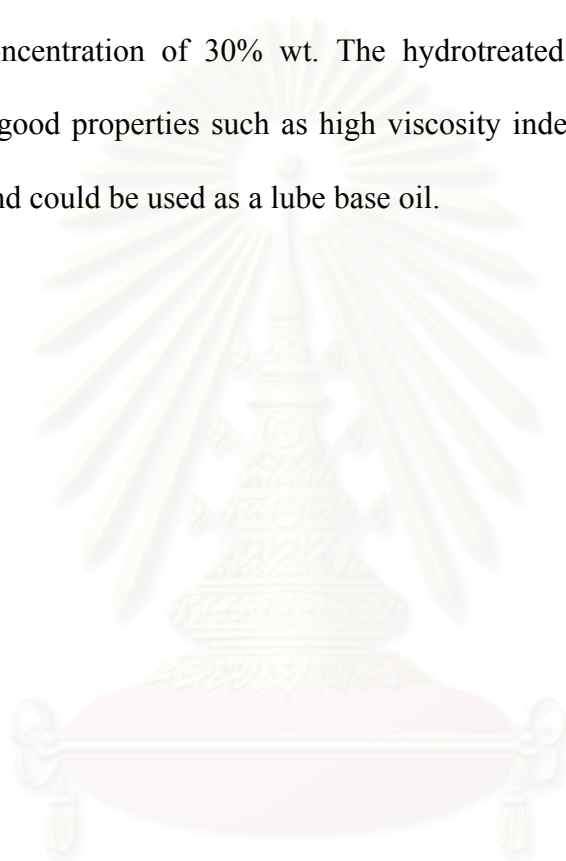 ncentration of 30% wt. The hydrotreated
good properties such as high viscosity inde
nd could be used as a lube base oil.